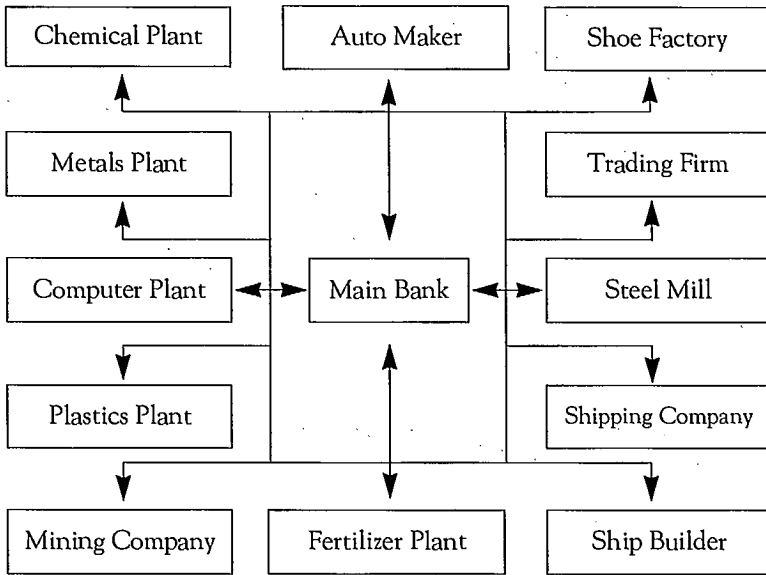 Chemical Plant
Auto Maker
Shoe Factory
Metals Plant
Trading Firm
Computer Plant
Main Bank
Steel Mill
Plastics Plant
Shipping Company
Mining Company
Fertilizer Plant
Ship Builder